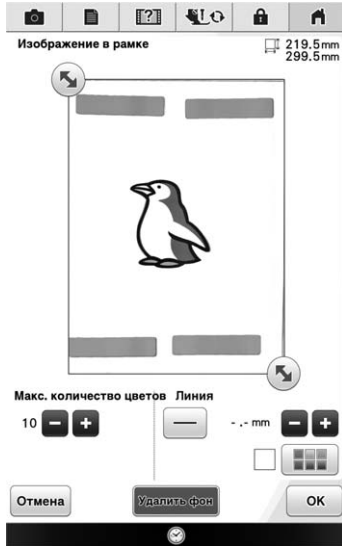 [?]
Изображение в рамке
219.5mm
299.5mm
Макс. количество цветов Линия
10 - + -.- mm - +
Отмена Удалить фон OK